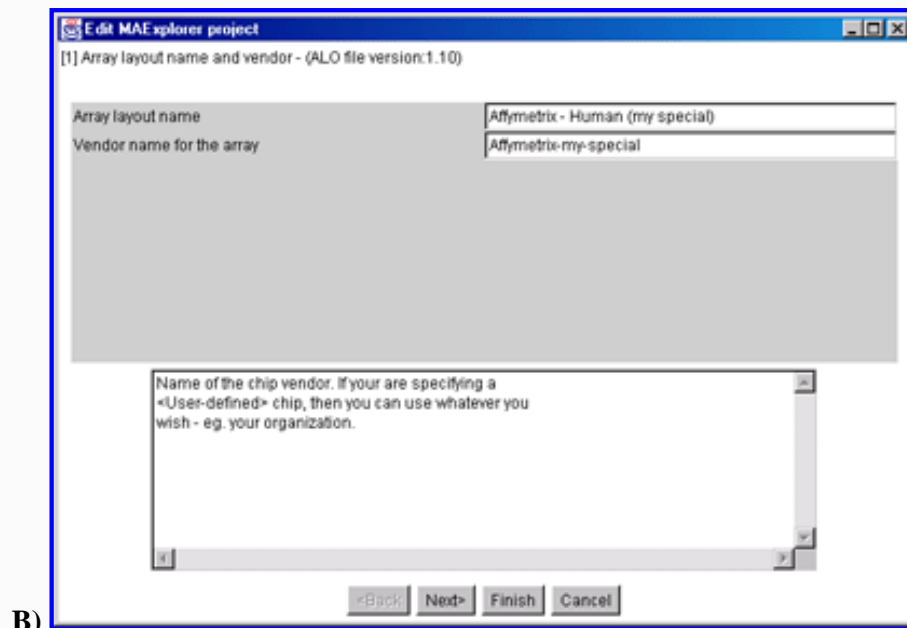 Edit MAExplorer project
[1] Array layout name and vendor - (ALO file version:1.10)
Array layout name Affymetrix - Human (my special)
Vendor name for the array Affymetrix-my-special
Name of the chip vendor. If your are specifying a
<User-defined> chip, then you can use whatever you
wish - eg. your organization.
<Back Next> Finish Cancel
B)